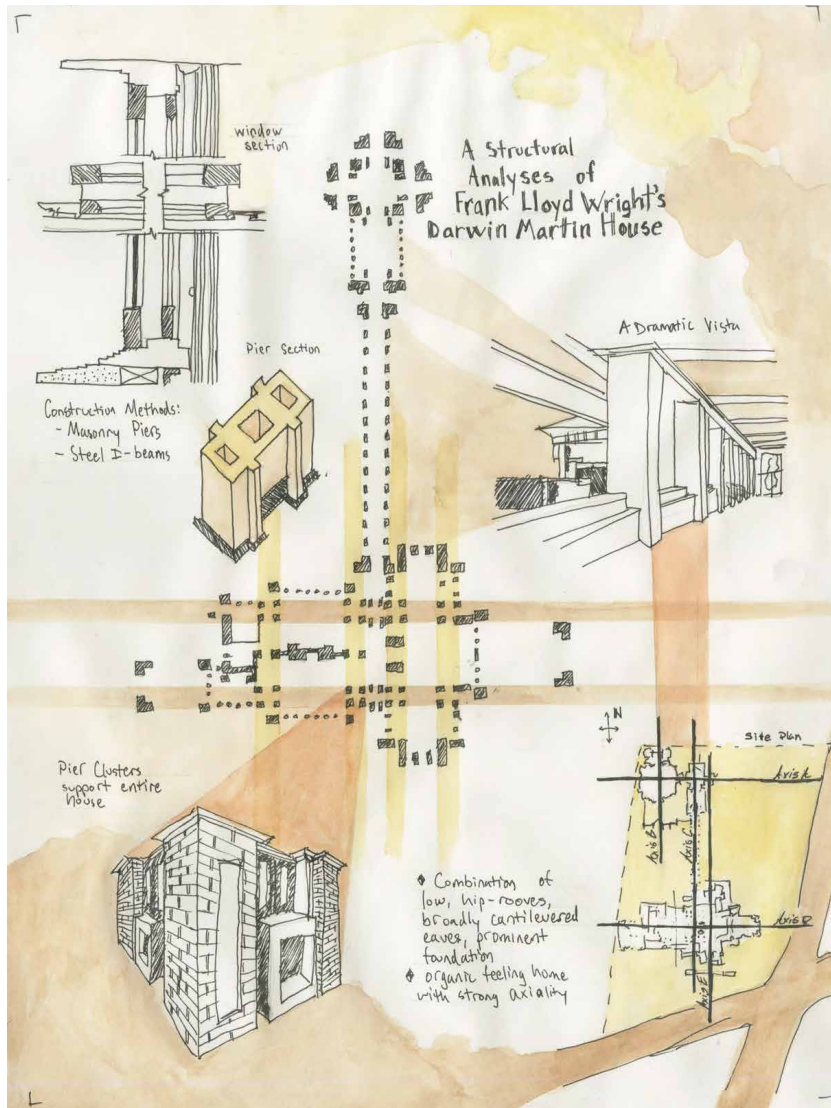 window
section
A Structural
Analyses of
Frank Lloyd Wright's
Darwin Martin House
A Dramatic Vista
Pier Section
Construction Methods:
- Masonry Piers
- Steel I-beams
N
Site Plan
Axis A
Axis B
Axis C
Pier Clusters
support entire
house
♦ Combination of
low, hip-rooves,
broadly cantilevered
eaves, prominent
foundation
♦ organic feeling home
with strong axiality
Axis D
Axis E